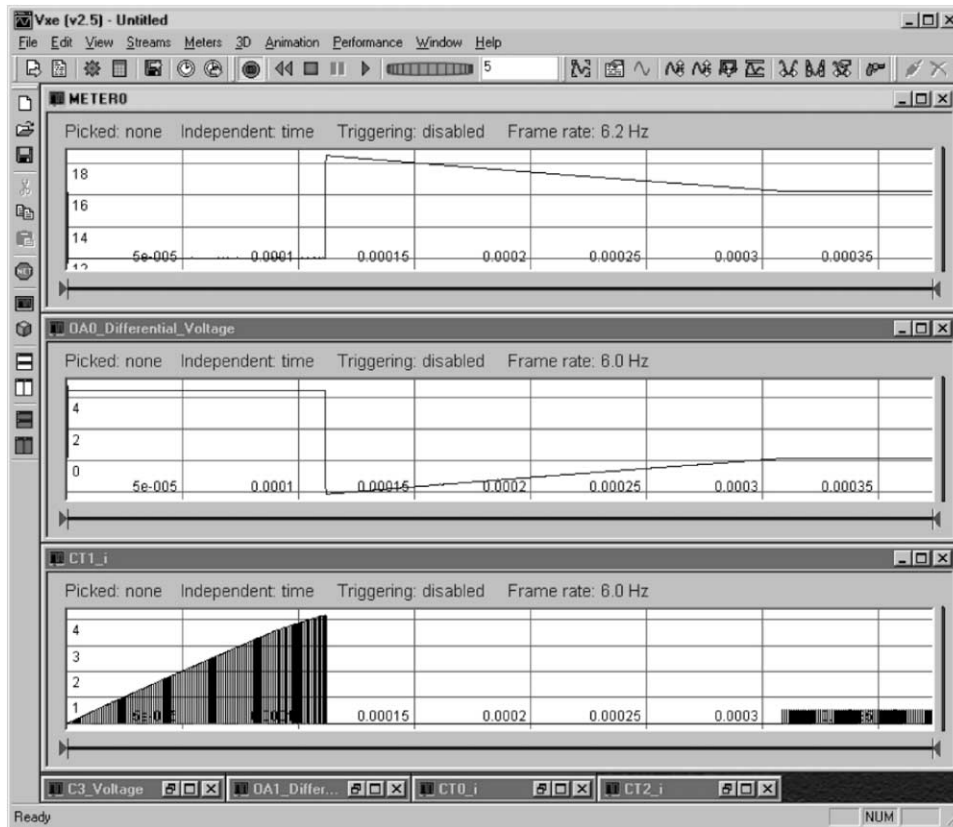 Vxe (v2.5) - Untitled
File Edit View Streams Meters 3D Animation Performance Window Help
5
METER0
Picked: none Independent: time Triggering: disabled Frame rate: 6.2 Hz
18
16
14
12
5e-005 0.0001 0.00015 0.0002 0.00025 0.0003 0.00035
OA0_Differential_Voltage
Picked: none Independent: time Triggering: disabled Frame rate: 6.0 Hz
4
2
0
5e-005 0.0001 0.00015 0.0002 0.00025 0.0003 0.00035
CT1_i
Picked: none Independent: time Triggering: disabled Frame rate: 6.0 Hz
4
3
2
1
0.00015 0.0002 0.00025 0.0003
C3_Voltage OA1_Differ... CT0_i CT2_i
Ready NUM